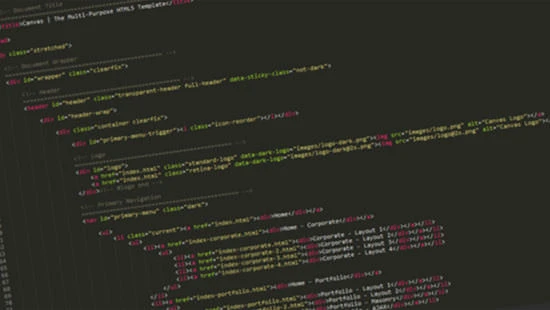 <!-- Document Title
<title>Canvas | The Multi-Purpose HTML5 Template</title>
class="stretched">
<!-- Document Wrapper
<div id="wrapper" class="clearfix">
<!-- Header
<header id="header" class="transparent-header full-header" data-sticky-class="not-dark">
<div id="header-wrap">
<div class="container clearfix">
<div id="primary-menu-trigger"><i class="icon-reorder"></i></div>
<!-- Logo
<div id="logo">
<a href="index.html" class="standard-logo" data-dark-logo="images/logo-dark.png"><img src="images/logo.png" alt="Canvas Logo"></a>
<a href="index.html" class="retina-logo" data-dark-logo="images/logo-dark@2x.png"><img src="images/logo@2x.png" alt="Canvas Logo"></a>
</div><!-- #logo end -->
<!-- Primary Navigation
<nav id="primary-menu" class="dark">
<ul>
<li class="current"><a href="index.html"><div>Home</div></a>
<ul>
<li><a href="index-corporate.html"><div>Home - Corporate</div></a>
<ul>
<li><a href="index-corporate.html"><div>Corporate - Layout 1</div></a></li>
<li><a href="index-corporate-2.html"><div>Corporate - Layout 2</div></a></li>
<li><a href="index-corporate-3.html"><div>Corporate - Layout 3</div></a></li>
<li><a href="index-corporate-4.html"><div>Corporate - Layout 4</div></a></li>
</ul>
</li>
<li><a href="index-portfolio.html"><div>Home - Portfolio</div></a>
<ul>
<li><a href="index-portfolio.html"><div>Portfolio - Layout 1</div></a></li>
<div>Portfolio - Layout 2</div></a></li>
<div>Portfolio - Masonry</div></a></li>
<div>Portfolio - AJAX</div></a></li>